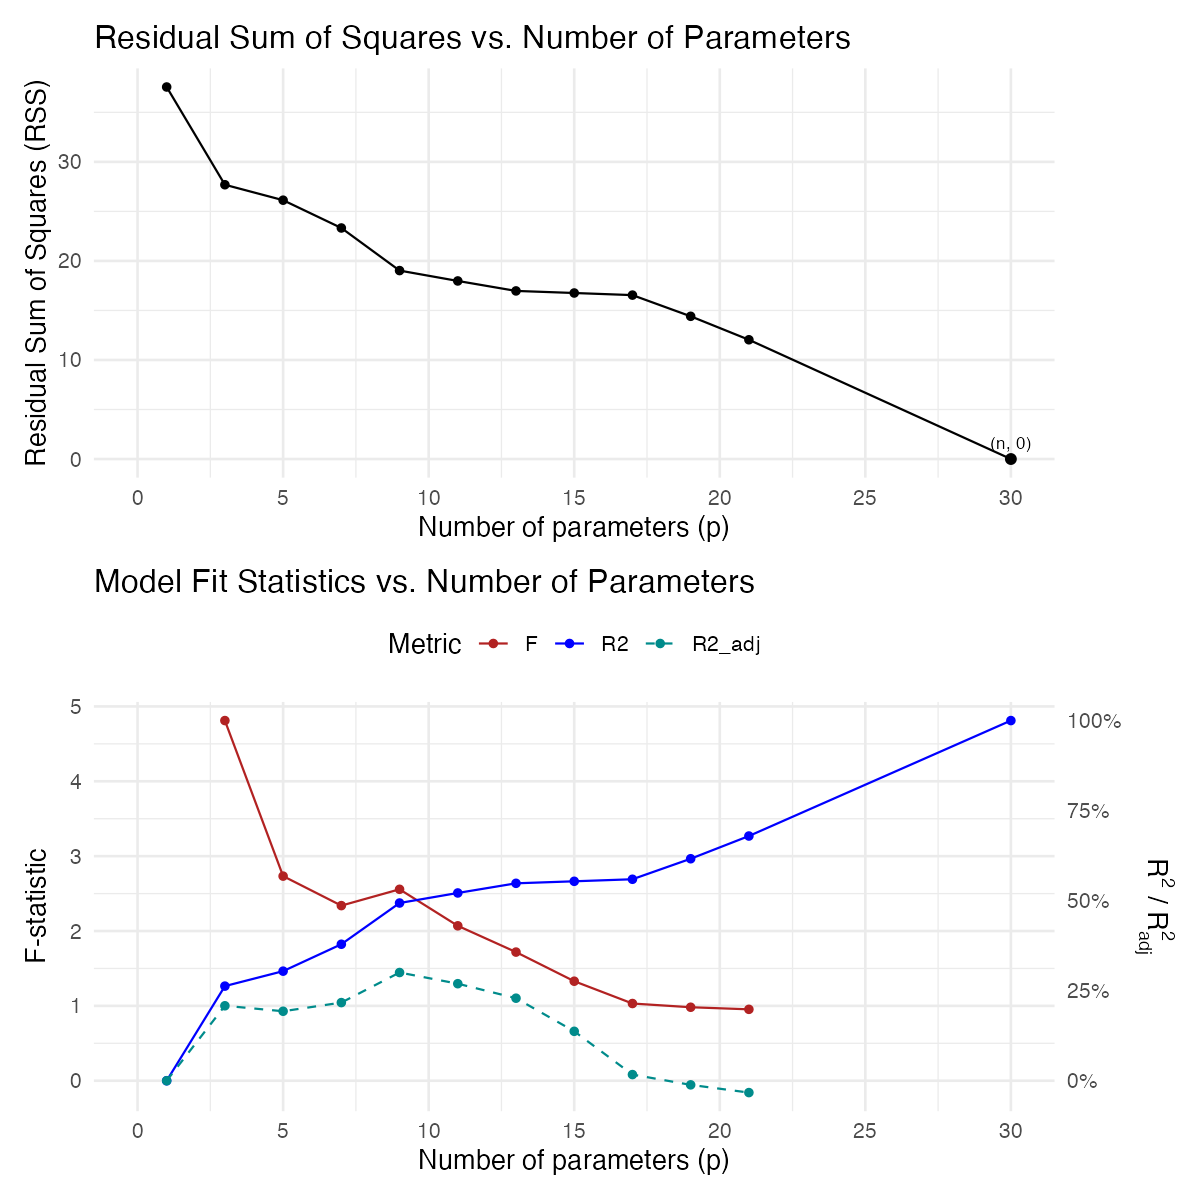 Residual Sum of Squares vs. Number of Parameters
Residual Sum of Squares (RSS)
30
20
10
0
(n, 0)
0 5 10 15 20 25 30
Number of parameters (p)
Model Fit Statistics vs. Number of Parameters
Metric F R2 R2_adj
F-statistic
5
4
3
2
1
0
100%
75%
50%
25%
0%
R² / R²adj
0 5 10 15 20 25 30
Number of parameters (p)